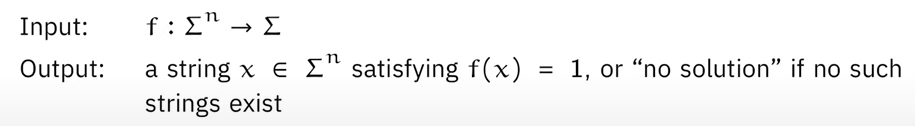 Input: f : Σⁿ → Σ
Output: a string x ∈ Σⁿ satisfying f(x) = 1, or “no solution” if no such
strings exist